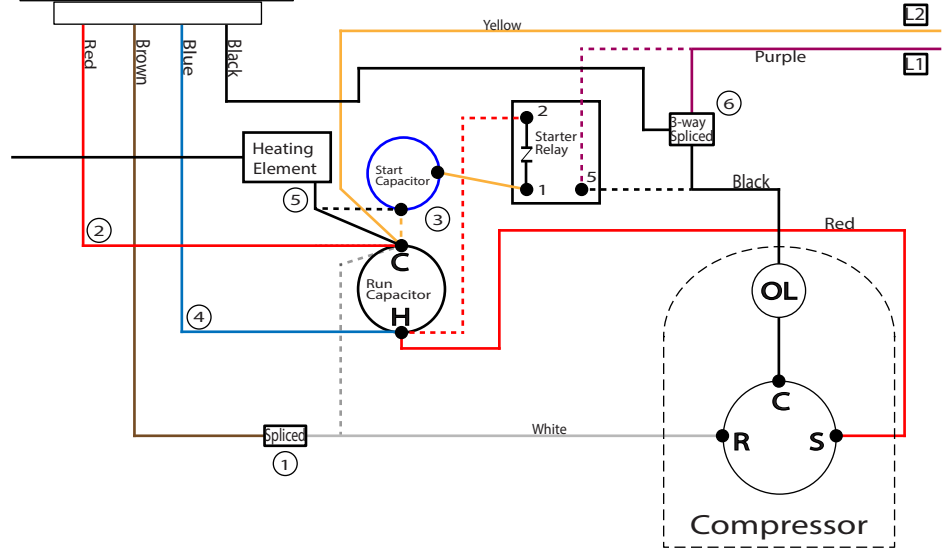 L2
Yellow
L1
Purple
Red
Brown
Blue
Black
6
2
3-way
Spliced
Starter
Relay
Heating
Element
Start
Capacitor
5
1
Black
5
3
2
Red
C
Run
Capacitor
H
OL
4
C
Spliced
White
R
S
1
Compressor